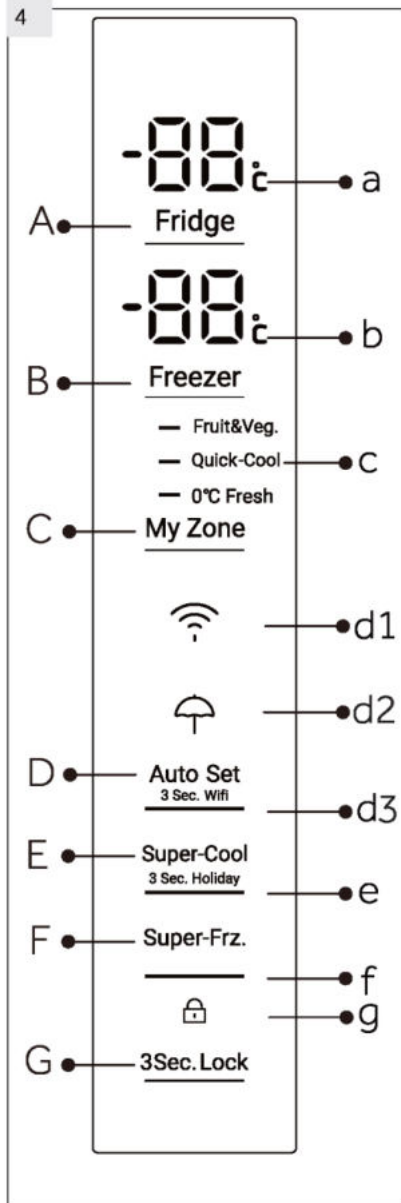 4
-88°c
a
A
Fridge
-88°c
b
B
Freezer
Fruit&Veg.
Quick-Cool
c
0°C Fresh
C
My Zone
d1
d2
D
Auto Set
3 Sec. Wifi
d3
E
Super-Cool
3 Sec. Holiday
e
F
Super-Frz.
f
g
G
3Sec.Lock